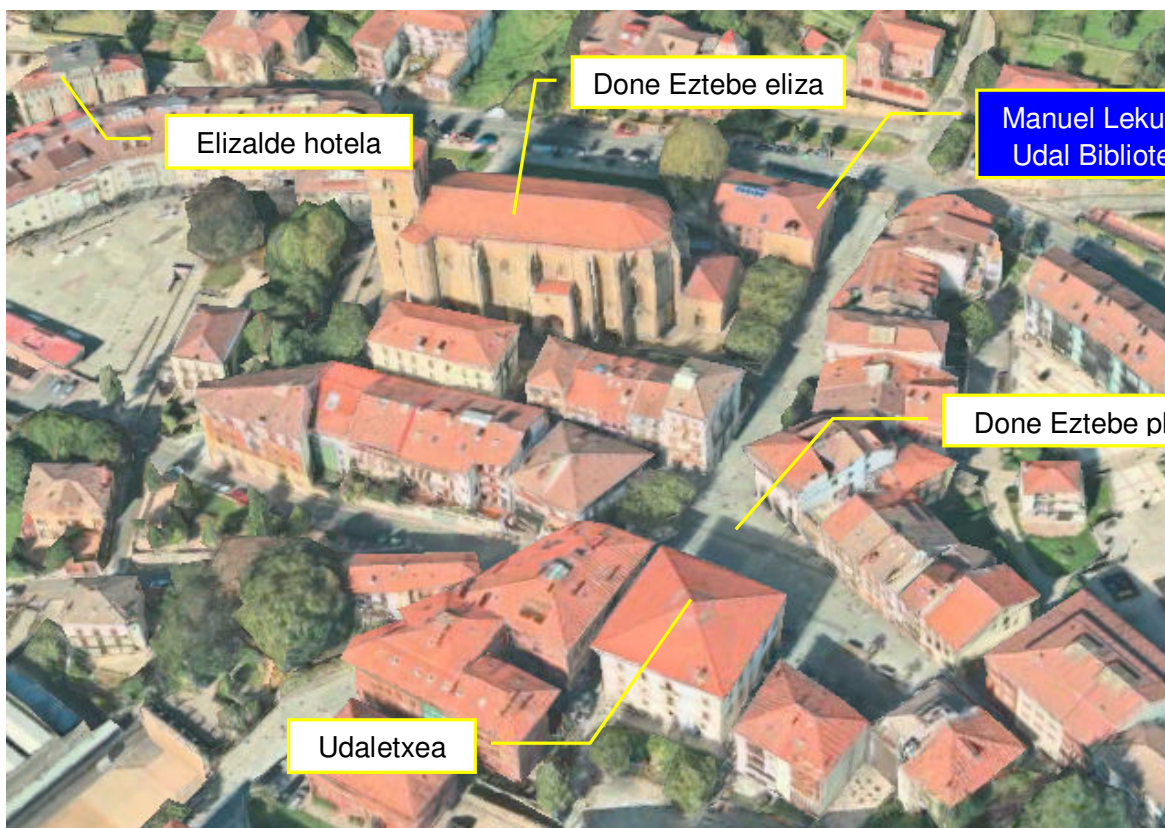 Done Eztebe eliza
Elizalde hotela
Manuel Leku
Udal Bibliote
Done Eztebe pl
Udaletxea